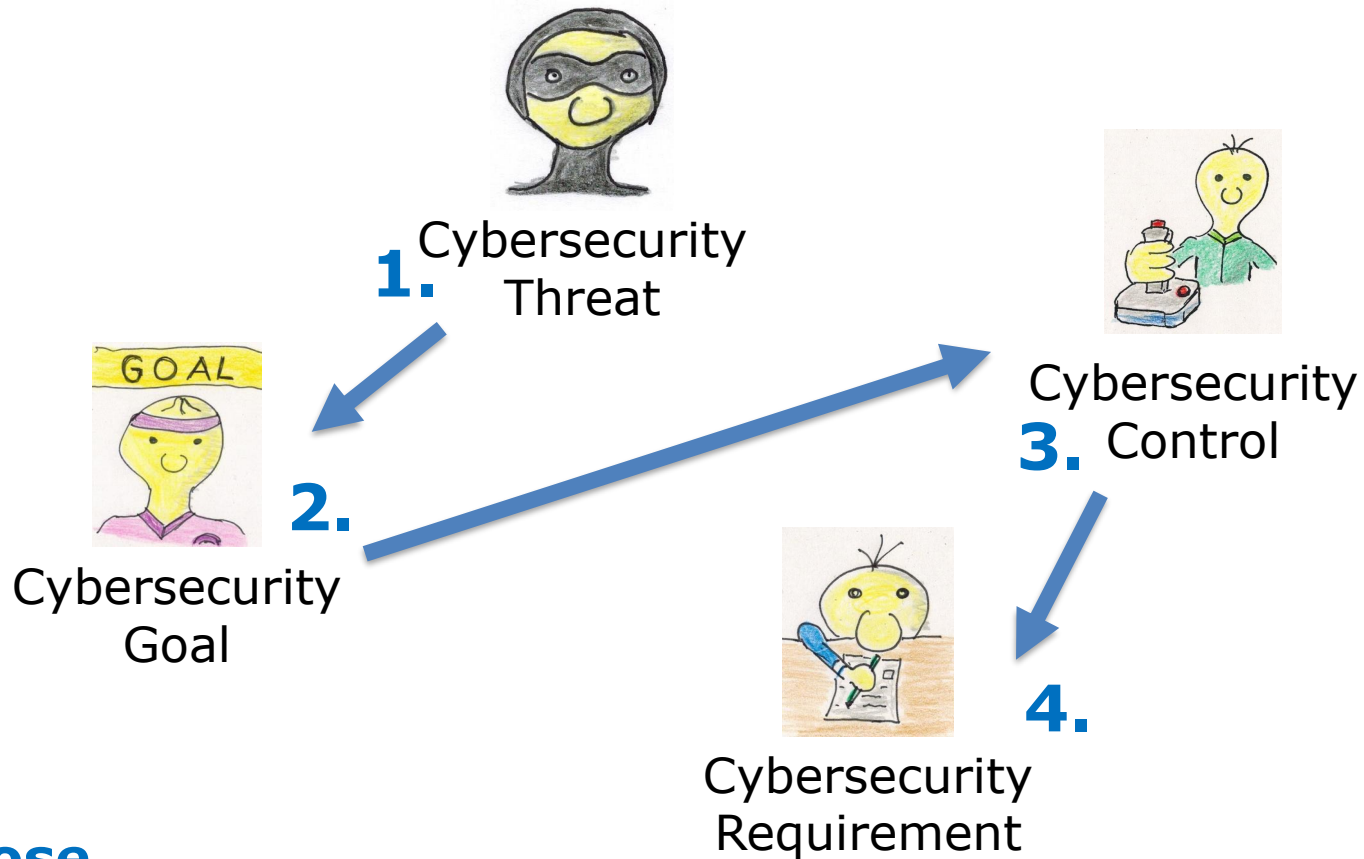 1.
Cybersecurity
Threat
GOAL
2.
Cybersecurity
Goal
Cybersecurity
3. Control
4.
Cybersecurity
Requirement